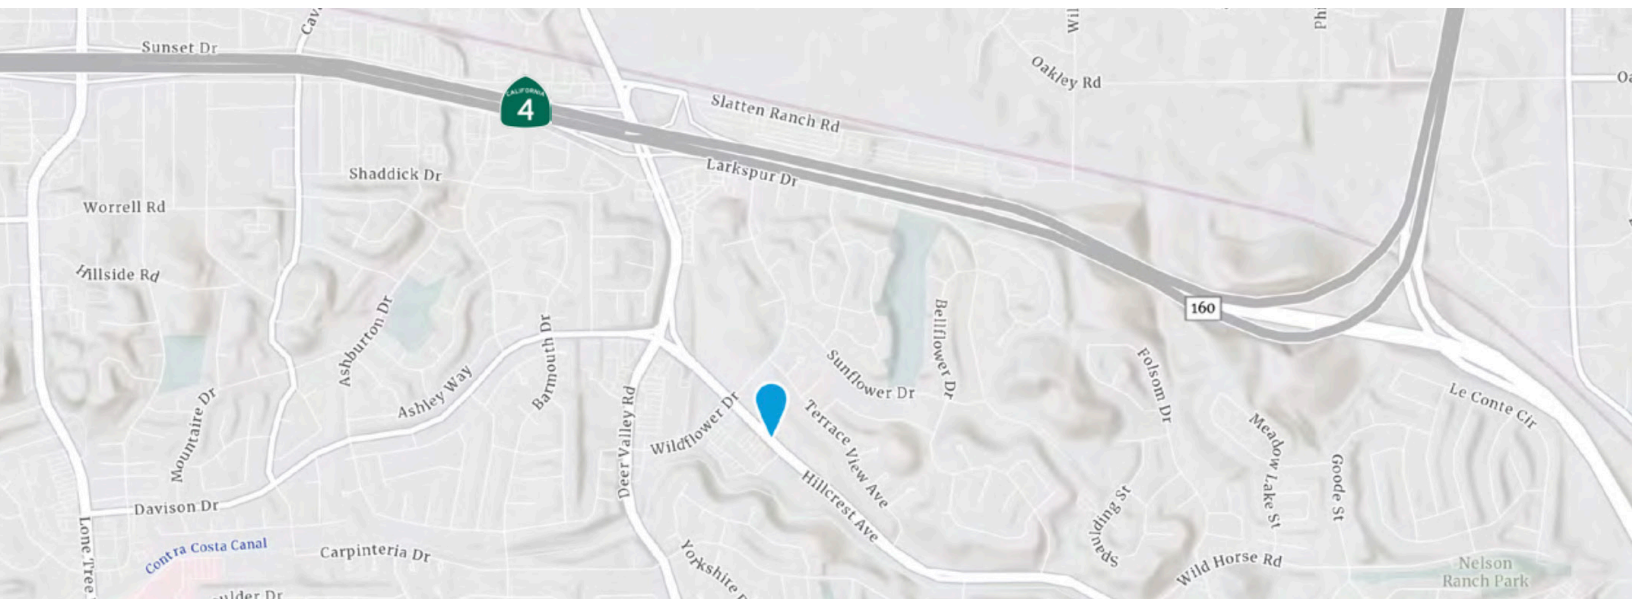 Sunset Dr
CALIFORNIA
4
Slatten Ranch Rd
Oakley Rd
Larkspur Dr
Shaddick Dr
Worrell Rd
Hillside Rd
160
Ashburton Dr
Barmouth Dr
Bellflower Dr
Sunflower Dr
Folsom Dr
Ashley Way
Mountaire Dr
Wildflower Dr
Deer Valley Rd
Terrace View Ave
Hillcrest Ave
Le Conte Cir
Meadow Lake St
Goode St
Spaulding St
Davison Dr
Lone Tree
Contra Costa Canal
Carpinteria Dr
Yorkshire
Wild Horse Rd
Nelson
Ranch Park